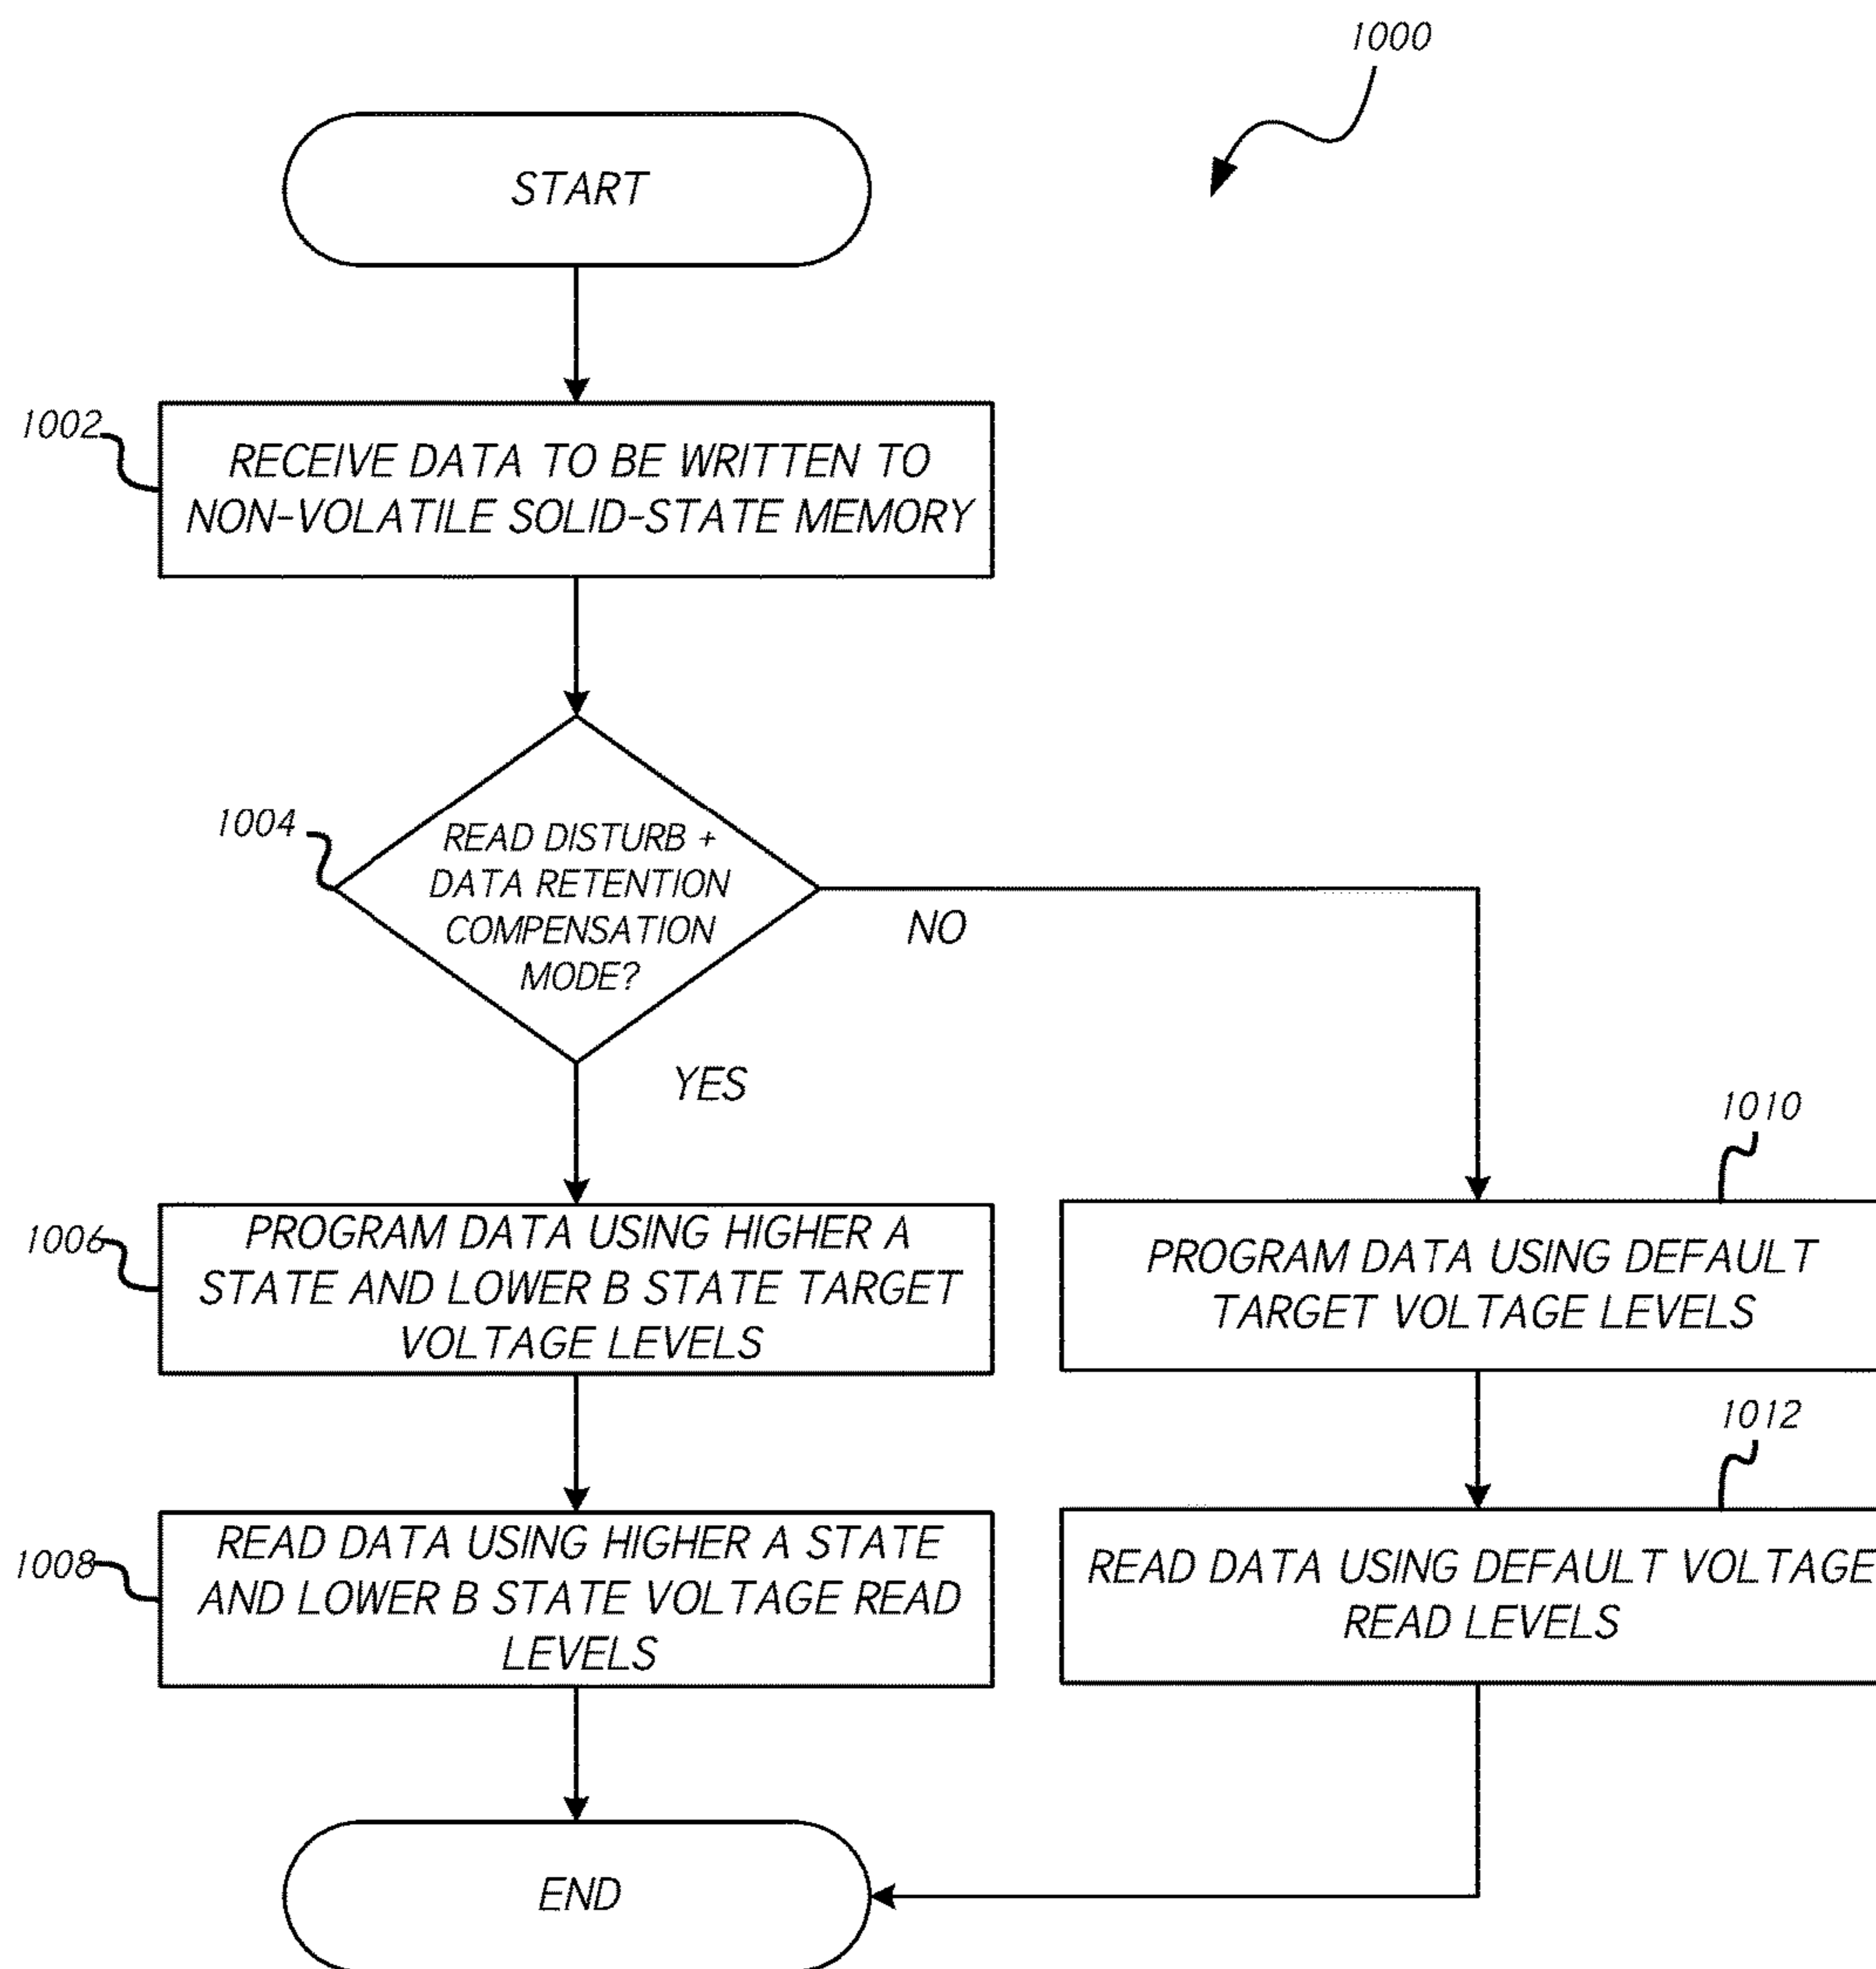 1000
START
1002
RECEIVE DATA TO BE WRITTEN TO
NON-VOLATILE SOLID-STATE MEMORY
1004
READ DISTURB +
DATA RETENTION
COMPENSATION
MODE?
NO
YES
1006
PROGRAM DATA USING HIGHER A
STATE AND LOWER B STATE TARGET
VOLTAGE LEVELS
1010
PROGRAM DATA USING DEFAULT
TARGET VOLTAGE LEVELS
1008
READ DATA USING HIGHER A STATE
AND LOWER B STATE VOLTAGE READ
LEVELS
1012
READ DATA USING DEFAULT VOLTAGE
READ LEVELS
END